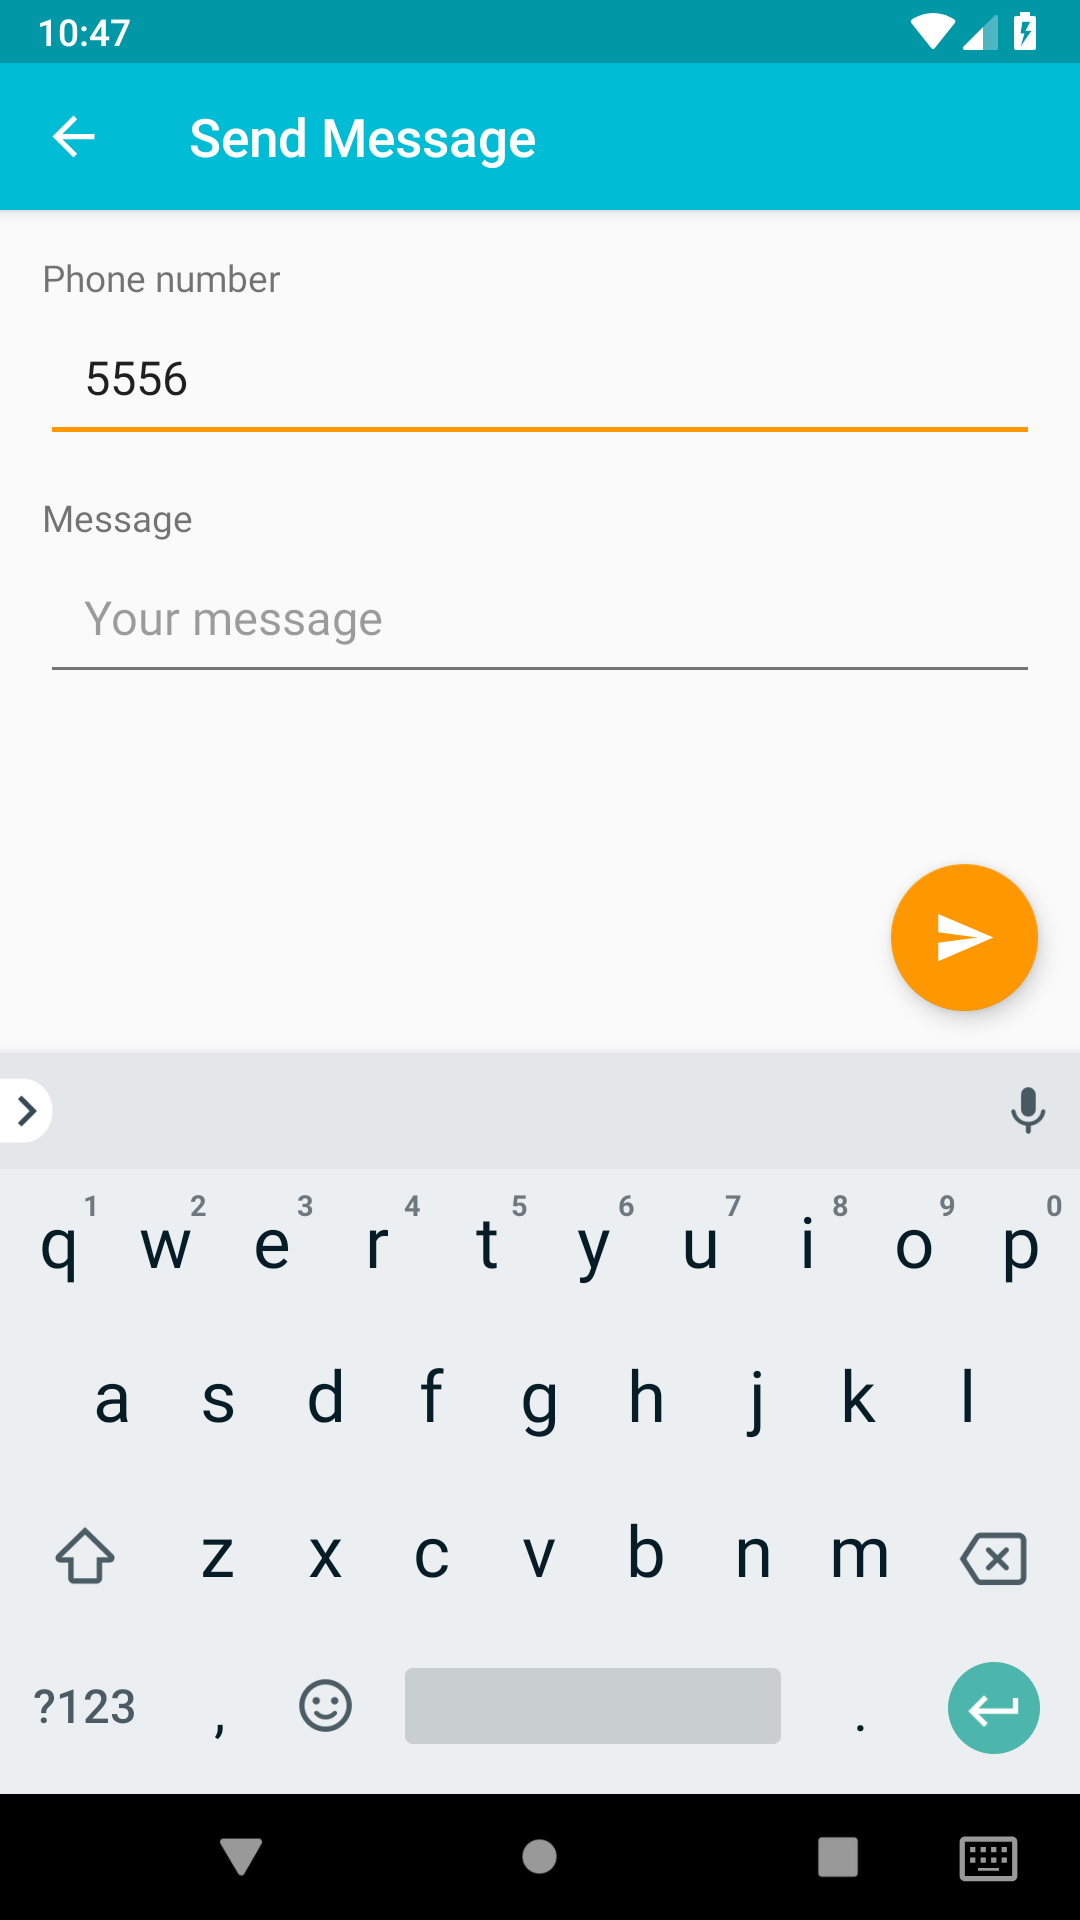 10:47
Send Message
Phone number
5556
Message
Your message
1 2 3 4 5 6 7 8 9 0
q w e r t y u i o p
a s d f g h j k l
z x c v b n m
?123 , .